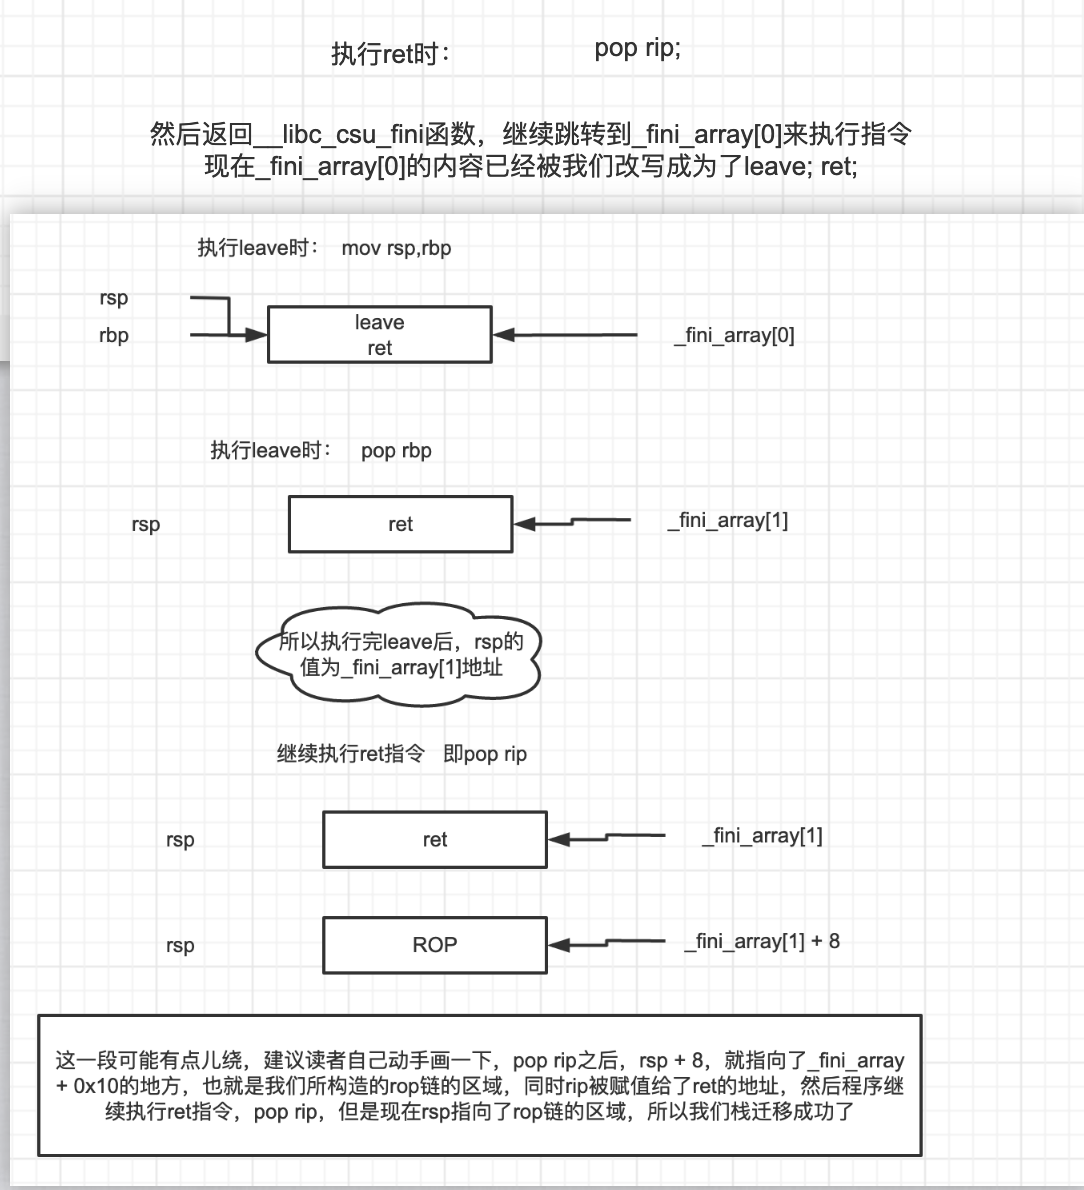 执行ret时： pop rip;
然后返回__libc_csu_fini函数，继续跳转到_fini_array[0]来执行指令
现在_fini_array[0]的内容已经被我们改写成为了leave; ret;
执行leave时： mov rsp,rbp
rsp
rbp
leave
ret
_fini_array[0]
执行leave时： pop rbp
rsp
ret
_fini_array[1]
所以执行完leave后，rsp的
值为_fini_array[1]地址
继续执行ret指令 即pop rip
rsp
ret
_fini_array[1]
rsp
ROP
_fini_array[1] + 8
这一段可能有点儿绕，建议读者自己动手画一下，pop rip之后，rsp + 8，就指向了_fini_array
+ 0x10的地方，也就是我们所构造的rop链的区域，同时rip被赋值给了ret的地址，然后程序继
续执行ret指令，pop rip，但是现在rsp指向了rop链的区域，所以我们栈迁移成功了